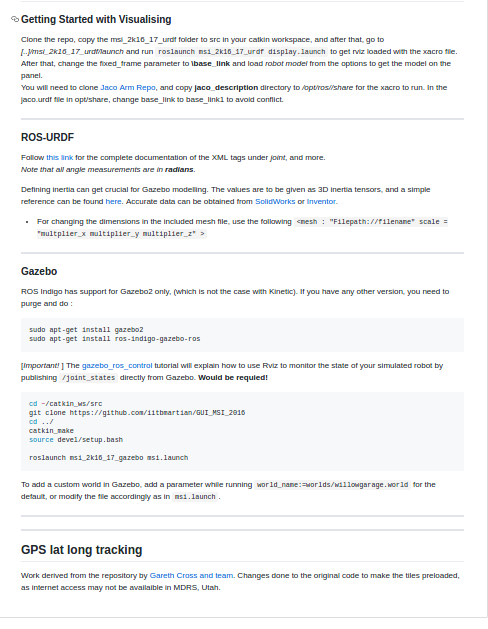 Getting Started with Visualising
Clone the repo, copy the msi_2k16_17_urdf folder to src in your catkin workspace, and after that, go to
[..]/msi_2k16_17_urdf/launch and run roslaunch msi_2k16_17_urdf display.launch to get rviz loaded with the xacro file.
After that, change the fixed_frame parameter to \base_link and load robot model from the options to get the model on the
panel.
You will need to clone Jaco Arm Repo, and copy jaco_description directory to /opt/ros//share for the xacro to run. In the
jaco.urdf file in opt/share, change base_link to base_link1 to avoid conflict.
ROS-URDF
Follow this link for the complete documentation of the XML tags under joint, and more.
Note that all angle measurements are in radians.
Defining inertia can get crucial for Gazebo modelling. The values are to be given as 3D inertia tensors, and a simple
reference can be found here. Accurate data can be obtained from SolidWorks or Inventor.
• For changing the dimensions in the included mesh file, use the following <mesh : "Filepath://filename" scale =
"multplier_x multiplier_y multiplier_z" >
Gazebo
ROS Indigo has support for Gazebo2 only, (which is not the case with Kinetic). If you have any other version, you need to
purge and do :
sudo apt-get install gazebo2
sudo apt-get install ros-indigo-gazebo-ros
[Important! ] The gazebo_ros_control tutorial will explain how to use Rviz to monitor the state of your simulated robot by
publishing /joint_states directly from Gazebo. Would be requied!
cd ~/catkin_ws/src
git clone https://github.com/iitbmartian/GUI_MSI_2016
cd ../
catkin_make
source devel/setup.bash
roslaunch msi_2k16_17_gazebo msi.launch
To add a custom world in Gazebo, add a parameter while running world_name:=worlds/willowgarage.world for the
default, or modify the file accordingly as in msi.launch .
GPS lat long tracking
Work derived from the repository by Gareth Cross and team. Changes done to the original code to make the tiles preloaded,
as internet access may not be available in MDRS, Utah.